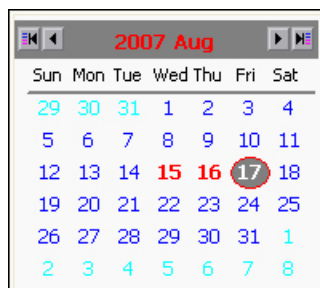 2007 Aug
Sun Mon Tue Wed Thu Fri Sat
29 30 31 1 2 3 4
5 6 7 8 9 10 11
12 13 14 15 16 17 18
19 20 21 22 23 24 25
26 27 28 29 30 31 1
2 3 4 5 6 7 8